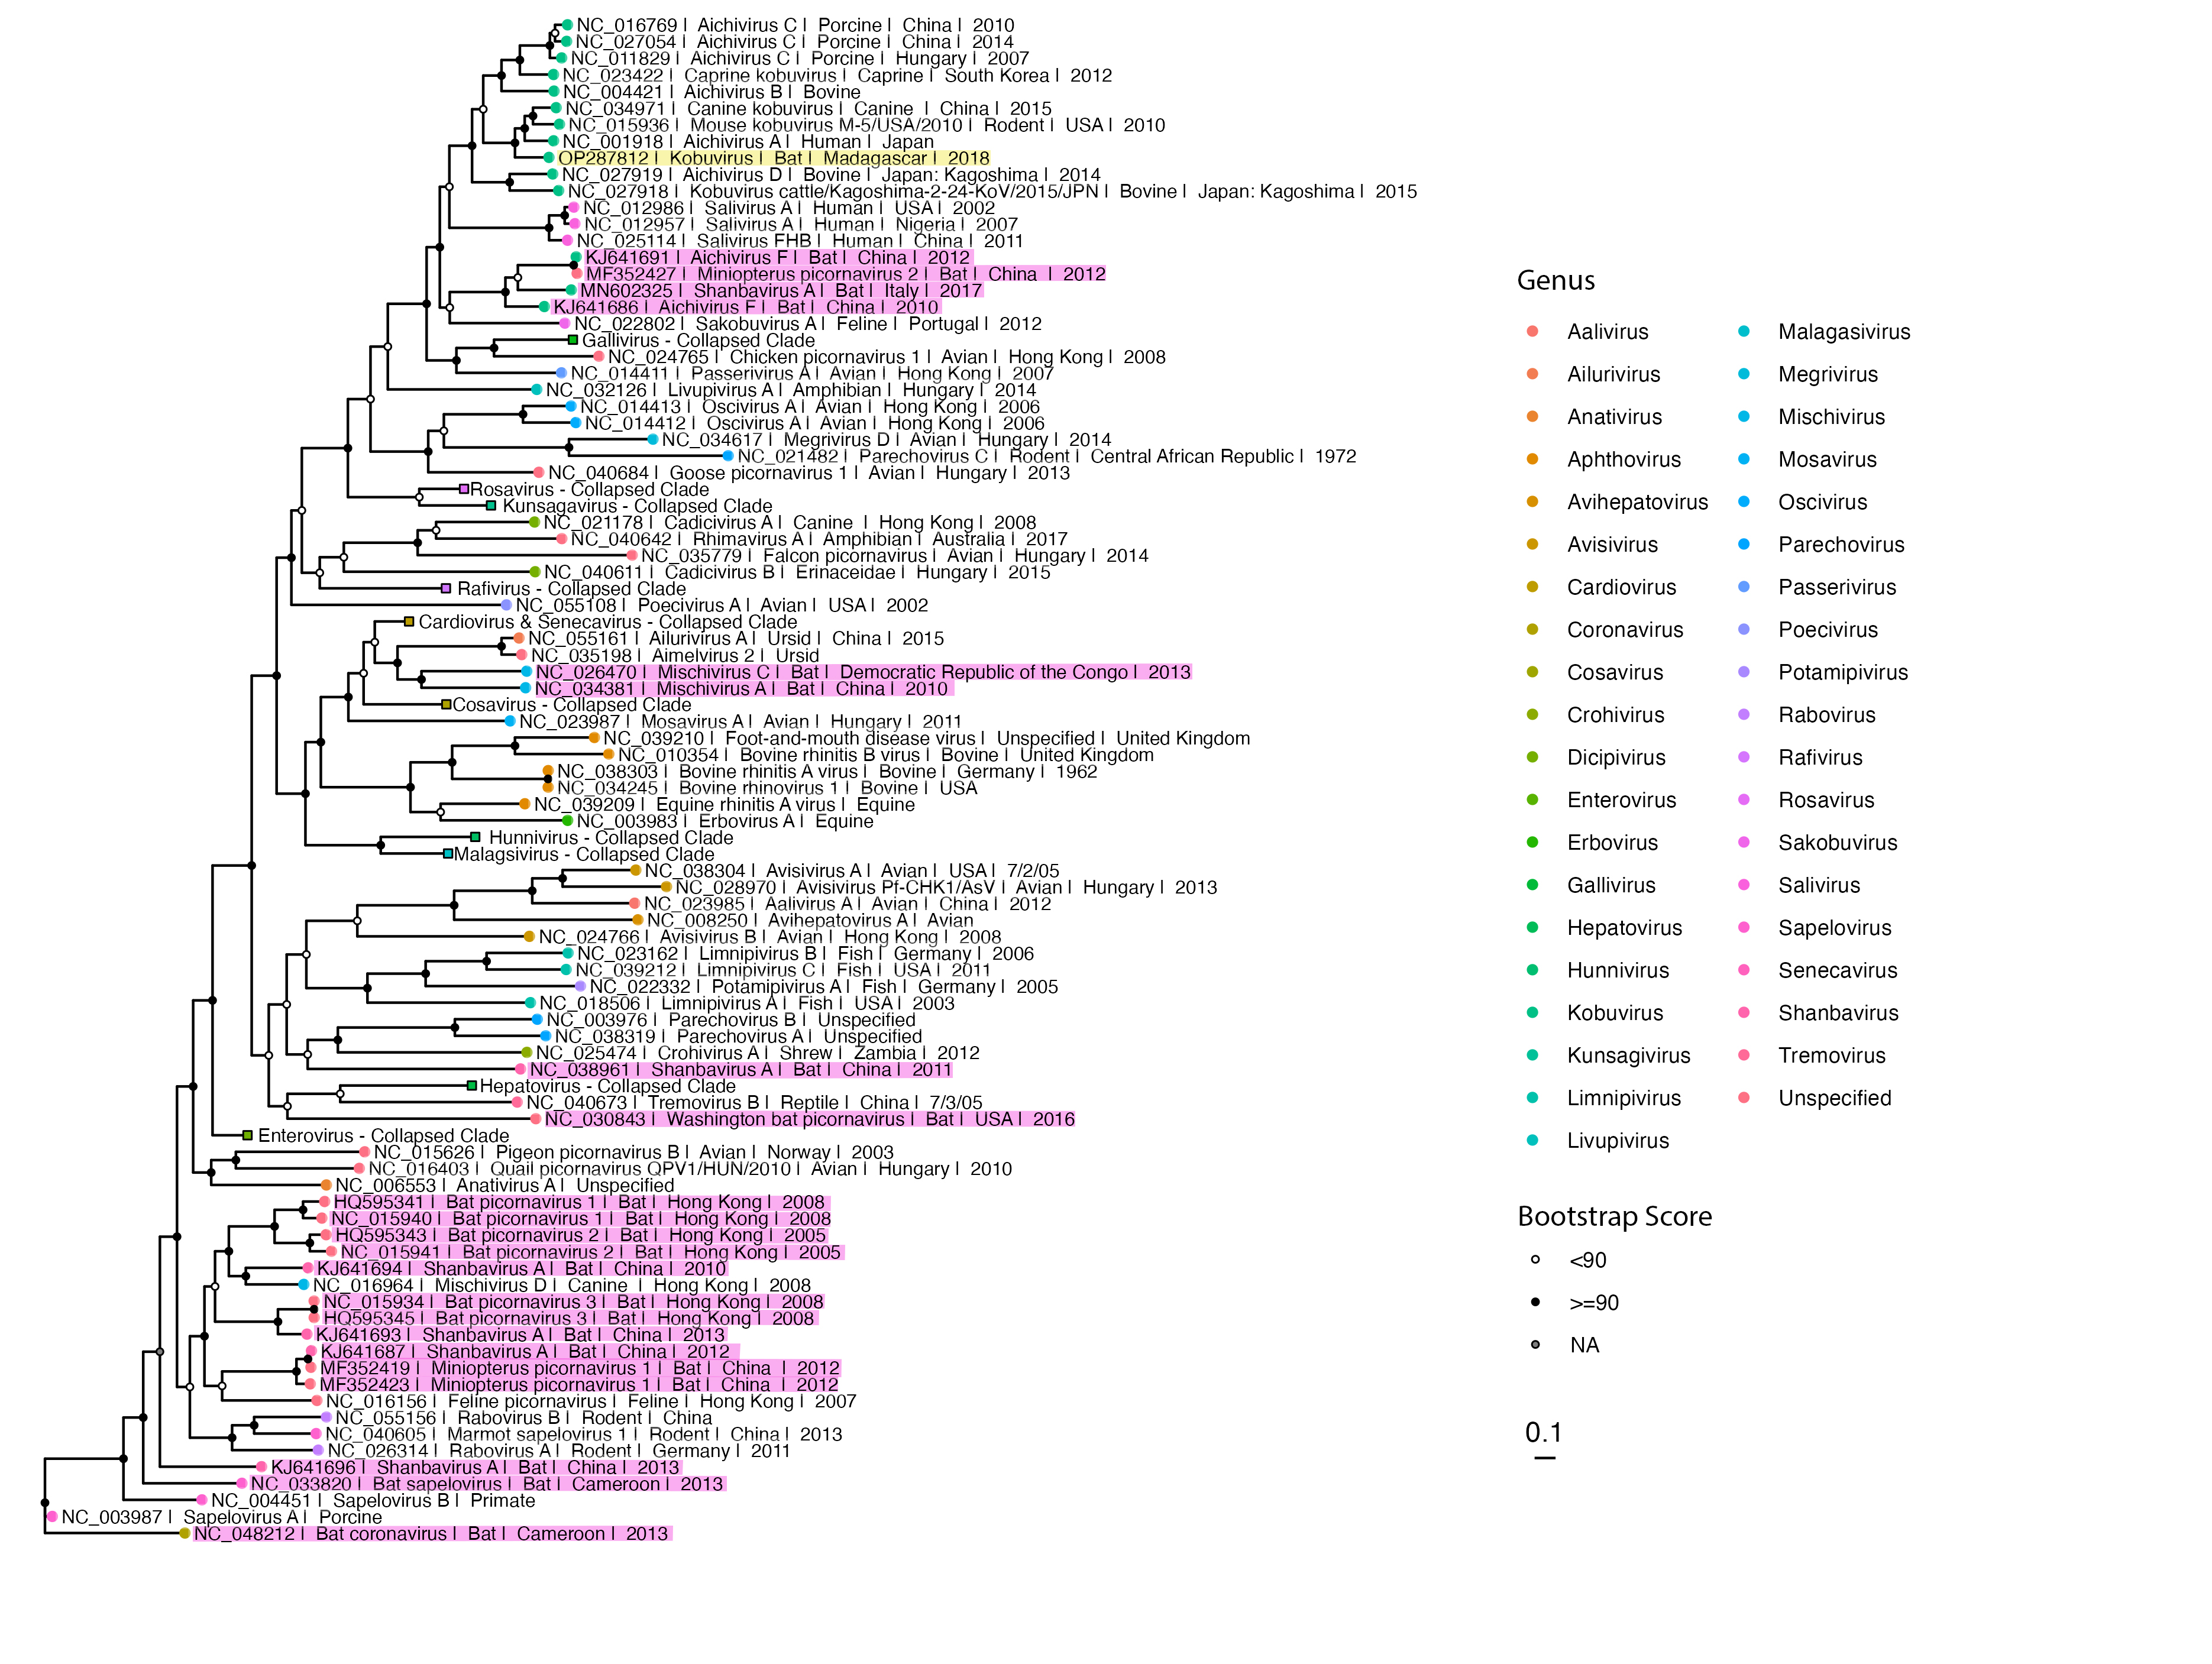 NC_016769 | Aichivirus C | Porcine | China | 2010
NC_027054 | Aichivirus C | Porcine | China | 2014
NC_011829 | Aichivirus C | Porcine | Hungary | 2007
NC_023422 | Caprine kobuvirus | Caprine | South Korea | 2012
NC_004421 | Aichivirus B | Bovine
NC_034971 | Canine kobuvirus | Canine | China | 2015
NC_015936 | Mouse kobuvirus M-5/USA/2010 | Rodent | USA | 2010
NC_001918 | Aichivirus A | Human | Japan
OP287812 | Kobuvirus | Bat | Madagascar | 2018
NC_027919 | Aichivirus D | Bovine | Japan: Kagoshima | 2014
NC_027918 | Kobuvirus cattle/Kagoshima-2-24-KoV/2015/JPN | Bovine | Japan: Kagoshima | 2015
NC_012986 | Salivirus A | Human | USA | 2002
NC_012957 | Salivirus A | Human | Nigeria | 2007
NC_025114 | Salivirus FHB | Human | China | 2011
KJ641691 | Aichivirus F | Bat | China | 2012
MF352427 | Miniopterus picornavirus 2 | Bat | China | 2012
MN602325 | Shanbavirus A | Bat | Italy | 2017
KJ641686 | Aichivirus F | Bat | China | 2010
NC_022802 | Sakobuvirus A | Feline | Portugal | 2012
Gallivirus - Collapsed Clade
NC_024765 | Chicken picornavirus 1 | Avian | Hong Kong | 2008
NC_014411 | Passerivirus A | Avian | Hong Kong | 2007
NC_032126 | Livupivirus A | Amphibian | Hungary | 2014
NC_014413 | Oscivirus A | Avian | Hong Kong | 2006
NC_014412 | Oscivirus A | Avian | Hong Kong | 2006
NC_034617 | Megrivirus D | Avian | Hungary | 2014
NC_021482 | Parechovirus C | Rodent | Central African Republic | 1972
NC_040684 | Goose picornavirus 1 | Avian | Hungary | 2013
Rosavirus - Collapsed Clade
Kunsagavirus - Collapsed Clade
NC_021178 | Cadicivirus A | Canine | Hong Kong | 2008
NC_040642 | Rhimavirus A | Amphibian | Australia | 2017
NC_035779 | Falcon picornavirus | Avian | Hungary | 2014
NC_040611 | Cadicivirus B | Erinaceidae | Hungary | 2015
Rafivirus - Collapsed Clade
NC_055108 | Poecivirus A | Avian | USA | 2002
Cardiovirus & Senecavirus - Collapsed Clade
NC_055161 | Ailurivirus A | Ursid | China | 2015
NC_035198 | Aimelvirus 2 | Ursid
NC_026470 | Mischivirus C | Bat | Democratic Republic of the Congo | 2013
NC_034381 | Mischivirus A | Bat | China | 2010
Cosavirus - Collapsed Clade
NC_023987 | Mosavirus A | Avian | Hungary | 2011
NC_039210 | Foot-and-mouth disease virus | Unspecified | United Kingdom
NC_010354 | Bovine rhinitis B virus | Bovine | United Kingdom
NC_038303 | Bovine rhinitis A virus | Bovine | Germany | 1962
NC_034245 | Bovine rhinovirus 1 | Bovine | USA
NC_039209 | Equine rhinitis A virus | Equine
NC_003983 | Erbovirus A | Equine
Hunnivirus - Collapsed Clade
Malagsivirus - Collapsed Clade
NC_038304 | Avisivirus A | Avian | USA | 7/2/05
NC_028970 | Avisivirus Pf-CHK1/AsV | Avian | Hungary | 2013
NC_023985 | Aalivirus A | Avian | China | 2012
NC_008250 | Avihepatovirus A | Avian
NC_024766 | Avisivirus B | Avian | Hong Kong | 2008
NC_023162 | Limnipivirus B | Fish | Germany | 2006
NC_039212 | Limnipivirus C | Fish | USA | 2011
NC_022332 | Potamipivirus A | Fish | Germany | 2005
NC_018506 | Limnipivirus A | Fish | USA | 2003
NC_003976 | Parechovirus B | Unspecified
NC_038319 | Parechovirus A | Unspecified
NC_025474 | Crohivirus A | Shrew | Zambia | 2012
NC_038961 | Shanbavirus A | Bat | China | 2011
Hepatovirus - Collapsed Clade
NC_040673 | Tremovirus B | Reptile | China | 7/3/05
NC_030843 | Washington bat picornavirus | Bat | USA | 2016
Enterovirus - Collapsed Clade
NC_015626 | Pigeon picornavirus B | Avian | Norway | 2003
NC_016403 | Quail picornavirus QPV1/HUN/2010 | Avian | Hungary | 2010
NC_006553 | Anativirus A | Unspecified
HQ595341 | Bat picornavirus 1 | Bat | Hong Kong | 2008
NC_015940 | Bat picornavirus 1 | Bat | Hong Kong | 2008
HQ595343 | Bat picornavirus 2 | Bat | Hong Kong | 2005
NC_015941 | Bat picornavirus 2 | Bat | Hong Kong | 2005
KJ641694 | Shanbavirus A | Bat | China | 2010
NC_016964 | Mischivirus D | Canine | Hong Kong | 2008
NC_015934 | Bat picornavirus 3 | Bat | Hong Kong | 2008
HQ595345 | Bat picornavirus 3 | Bat | Hong Kong | 2008
KJ641693 | Shanbavirus A | Bat | China | 2013
KJ641687 | Shanbavirus A | Bat | China | 2012
MF352419 | Miniopterus picornavirus 1 | Bat | China | 2012
MF352423 | Miniopterus picornavirus 1 | Bat | China | 2012
NC_016156 | Feline picornavirus | Feline | Hong Kong | 2007
NC_055156 | Rabovirus B | Rodent | China
NC_040605 | Marmot sapelovirus 1 | Rodent | China | 2013
NC_026314 | Rabovirus A | Rodent | Germany | 2011
KJ641696 | Shanbavirus A | Bat | China | 2013
NC_033820 | Bat sapelovirus | Bat | Cameroon | 2013
NC_004451 | Sapelovirus B | Primate
NC_003987 | Sapelovirus A | Porcine
NC_048212 | Bat coronavirus | Bat | Cameroon | 2013
Genus
Aalivirus
Ailurivirus
Anativirus
Aphthovirus
Avihepatovirus
Avisivirus
Cardiovirus
Coronavirus
Cosavirus
Crohivirus
Dicipivirus
Enterovirus
Erbovirus
Gallivirus
Hepatovirus
Hunnivirus
Kobuvirus
Kunsagivirus
Limnipivirus
Livupivirus
Malagasivirus
Megrivirus
Mischivirus
Mosavirus
Oscivirus
Parechovirus
Passerivirus
Poecivirus
Potamipivirus
Rabovirus
Rafivirus
Rosavirus
Sakobuvirus
Salivirus
Sapelovirus
Senecavirus
Shanbavirus
Tremovirus
Unspecified
Bootstrap Score
<90
>=90
NA
0.1